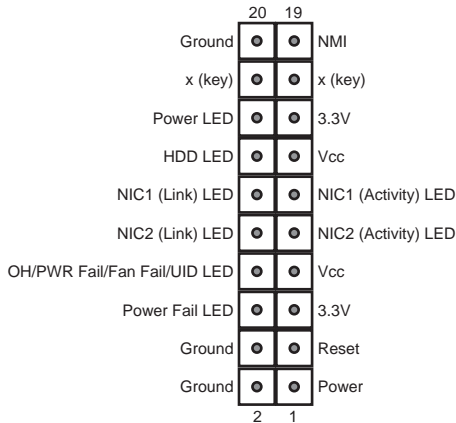 20 19
Ground NMI
x (key) x (key)
Power LED 3.3V
HDD LED Vcc
NIC1 (Link) LED NIC1 (Activity) LED
NIC2 (Link) LED NIC2 (Activity) LED
OH/PWR Fail/Fan Fail/UID LED Vcc
Power Fail LED 3.3V
Ground Reset
Ground Power
2 1